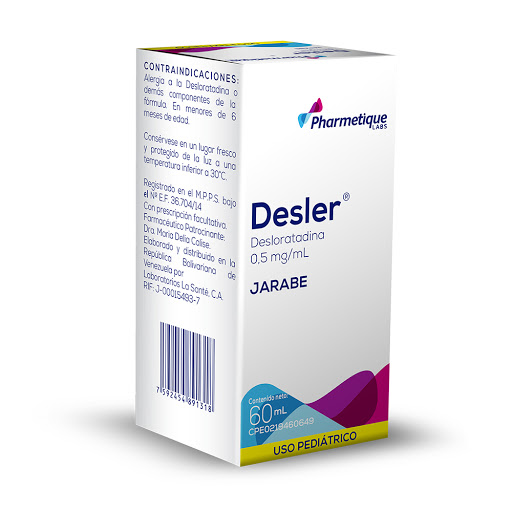 CONTRAINDICACIONES:
Alergia a la Desloratadina o
demás componentes de la
fórmula. En menores de 6
meses de edad.
Consérvese en un lugar fresco
y protegido de la luz a una
temperatura inferior a 30°C.
Registrado en el M.P.P.S. bajo
el Nº E.F. 36.704/14
Con prescripción facultativa.
Farmacéutico Patrocinante:
Dra. María Delia Calise.
Elaborado y distribuido en la
República Bolivariana de
Venezuela por
Laboratorios La Santé, C.A.
RIF: J-00015493-7
7 592454 891318
Pharmetique
LABS
Desler®
Desloratadina
0,5 mg/mL
JARABE
Contenido neto:
60 mL
CPE0219460649
USO PEDIÁTRICO